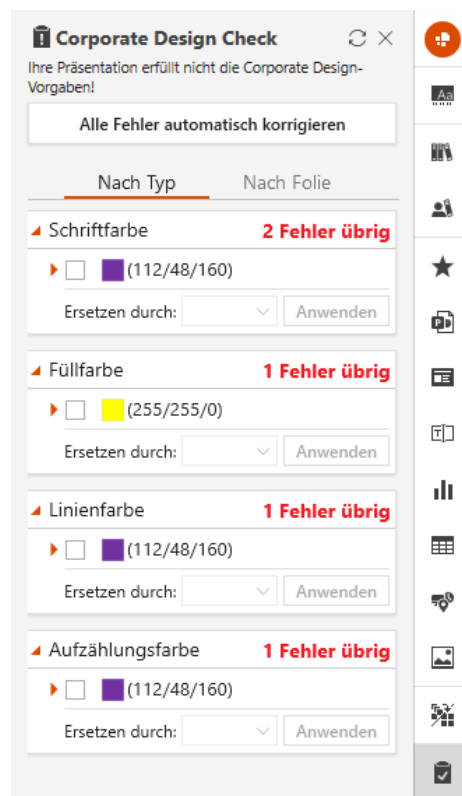 Corporate Design Check
Ihre Präsentation erfüllt nicht die Corporate Design-
Vorgaben!
Alle Fehler automatisch korrigieren
Nach Typ Nach Folie
Schriftfarbe 2 Fehler übrig
(112/48/160)
Ersetzen durch: Anwenden
Füllfarbe 1 Fehler übrig
(255/255/0)
Ersetzen durch: Anwenden
Linienfarbe 1 Fehler übrig
(112/48/160)
Ersetzen durch: Anwenden
Aufzählungsfarbe 1 Fehler übrig
(112/48/160)
Ersetzen durch: Anwenden
Aa
P
T